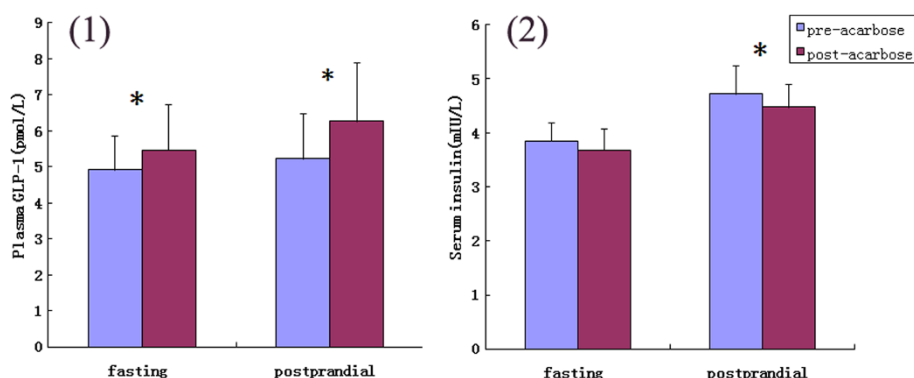 (1)
Plasma GLP-1(pmol/L)
9
8
7
6
5
4
3
2
1
0
*
*
fasting
postprandial
(2)
Serum insulin(mIU/L)
6
5
4
3
2
1
0
*
pre-acarbose
post-acarbose
fasting
postprandial